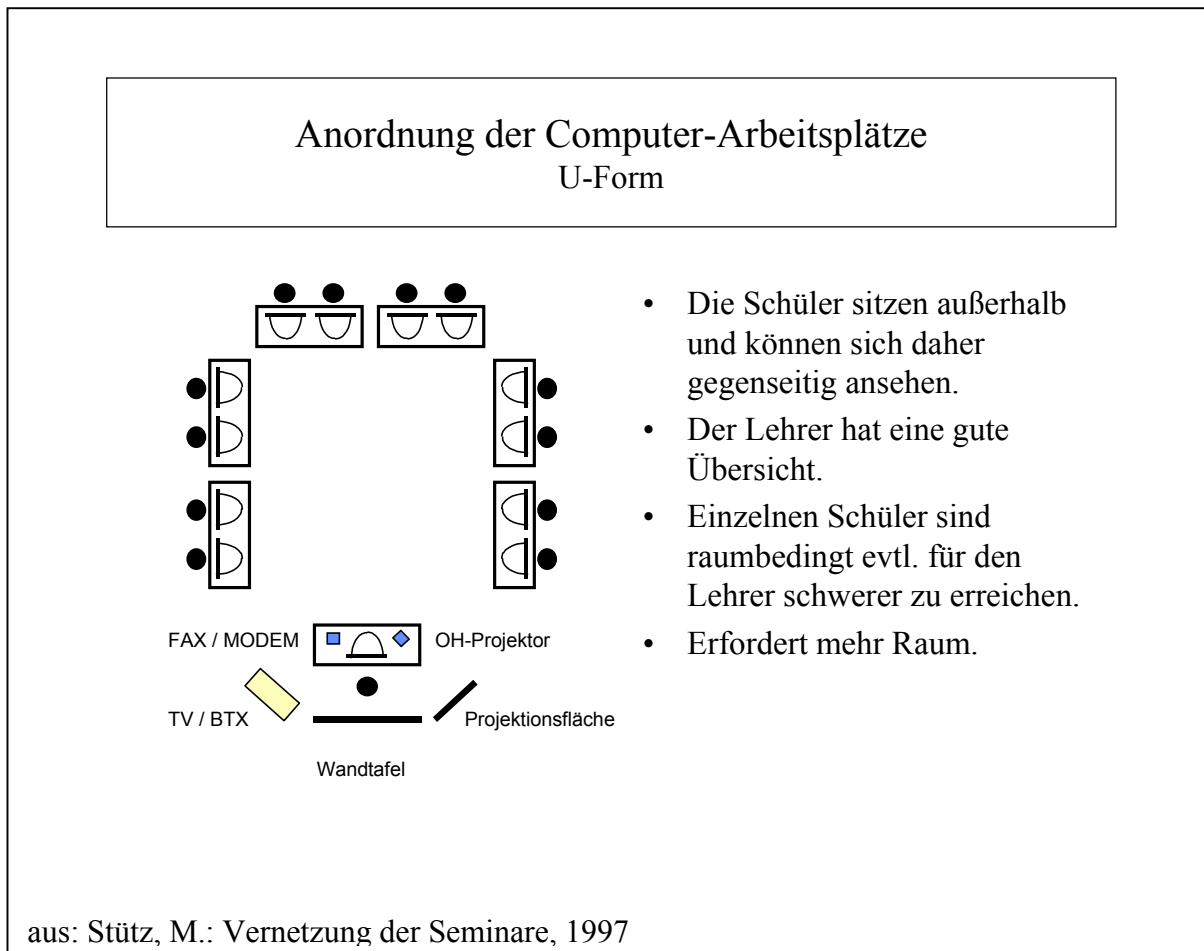 Anordnung der Computer-Arbeitsplätze
U-Form
• Die Schüler sitzen außerhalb
und können sich daher
gegenseitig ansehen.
• Der Lehrer hat eine gute
Übersicht.
• Einzelnen Schüler sind
raumbedingt evtl. für den
Lehrer schwerer zu erreichen.
• Erfordert mehr Raum.
FAX / MODEM
OH-Projektor
TV / BTX
Projektionsfläche
Wandtafel
aus: Stütz, M.: Vernetzung der Seminare, 1997